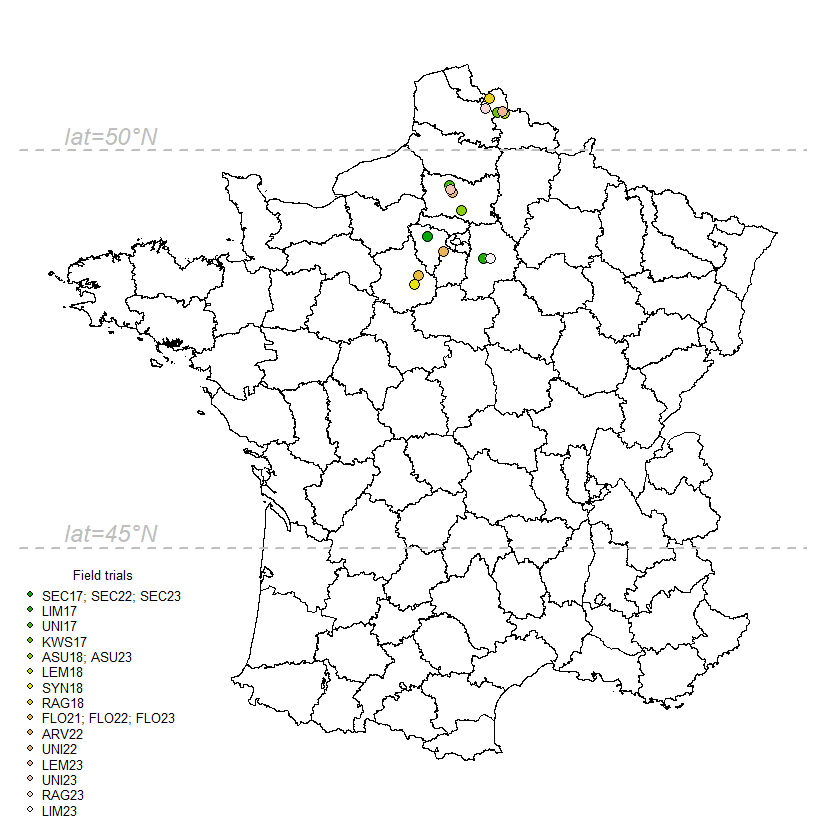 lat=50°N
lat=45°N
Field trials
SEC17; SEC22; SEC23
LIM17
UNI17
KWS17
ASU18; ASU23
LEM18
SYN18
RAG18
FLO21; FLO22; FLO23
ARV22
UNI22
LEM23
UNI23
RAG23
LIM23